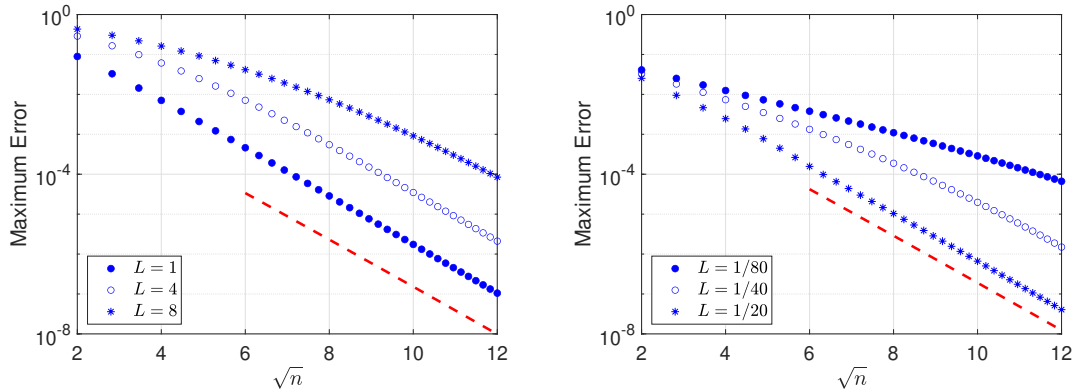 10^0
10^{-4}
10^{-8}
Maximum Error
L = 1
L = 4
L = 8
2 4 6 8 10 12
√n
10^0
10^{-4}
10^{-8}
Maximum Error
L = 1/80
L = 1/40
L = 1/20
2 4 6 8 10 12
√n